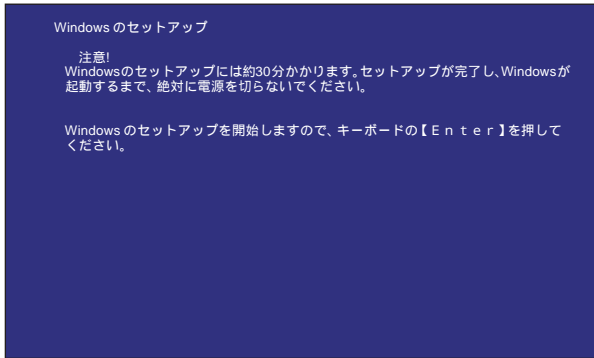 Windows のセットアップ
注意!
Windowsのセットアップには約30分かかります。セットアップが完了し、Windowsが
起動するまで、絶対に電源を切らないでください。
Windows のセットアップを開始しますので、キーボードの【Ｅｎｔｅｒ】を押して
ください。